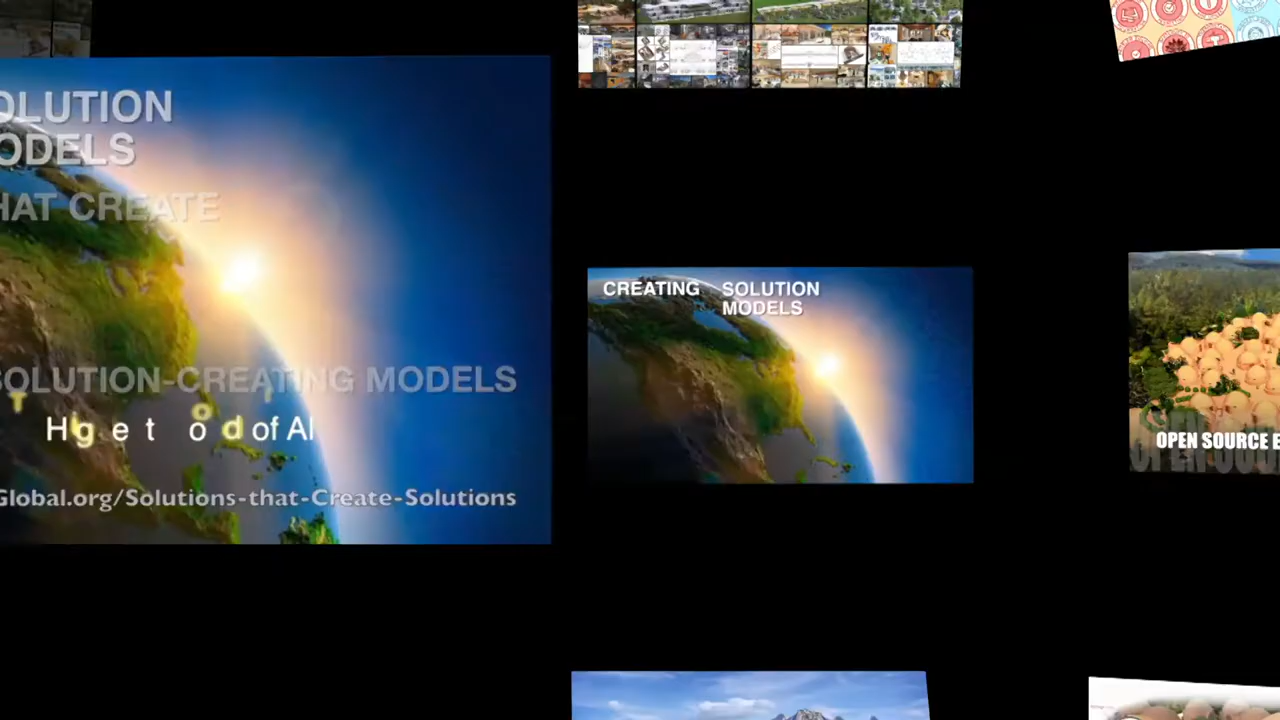 OLUTION
ODELS
HAT CREATE
SOLUTION-CREATING MODELS
H g e t o d of Al
Global.org/Solutions-that-Create-Solutions
CREATING SOLUTION
MODELS
OPEN SOURCE E